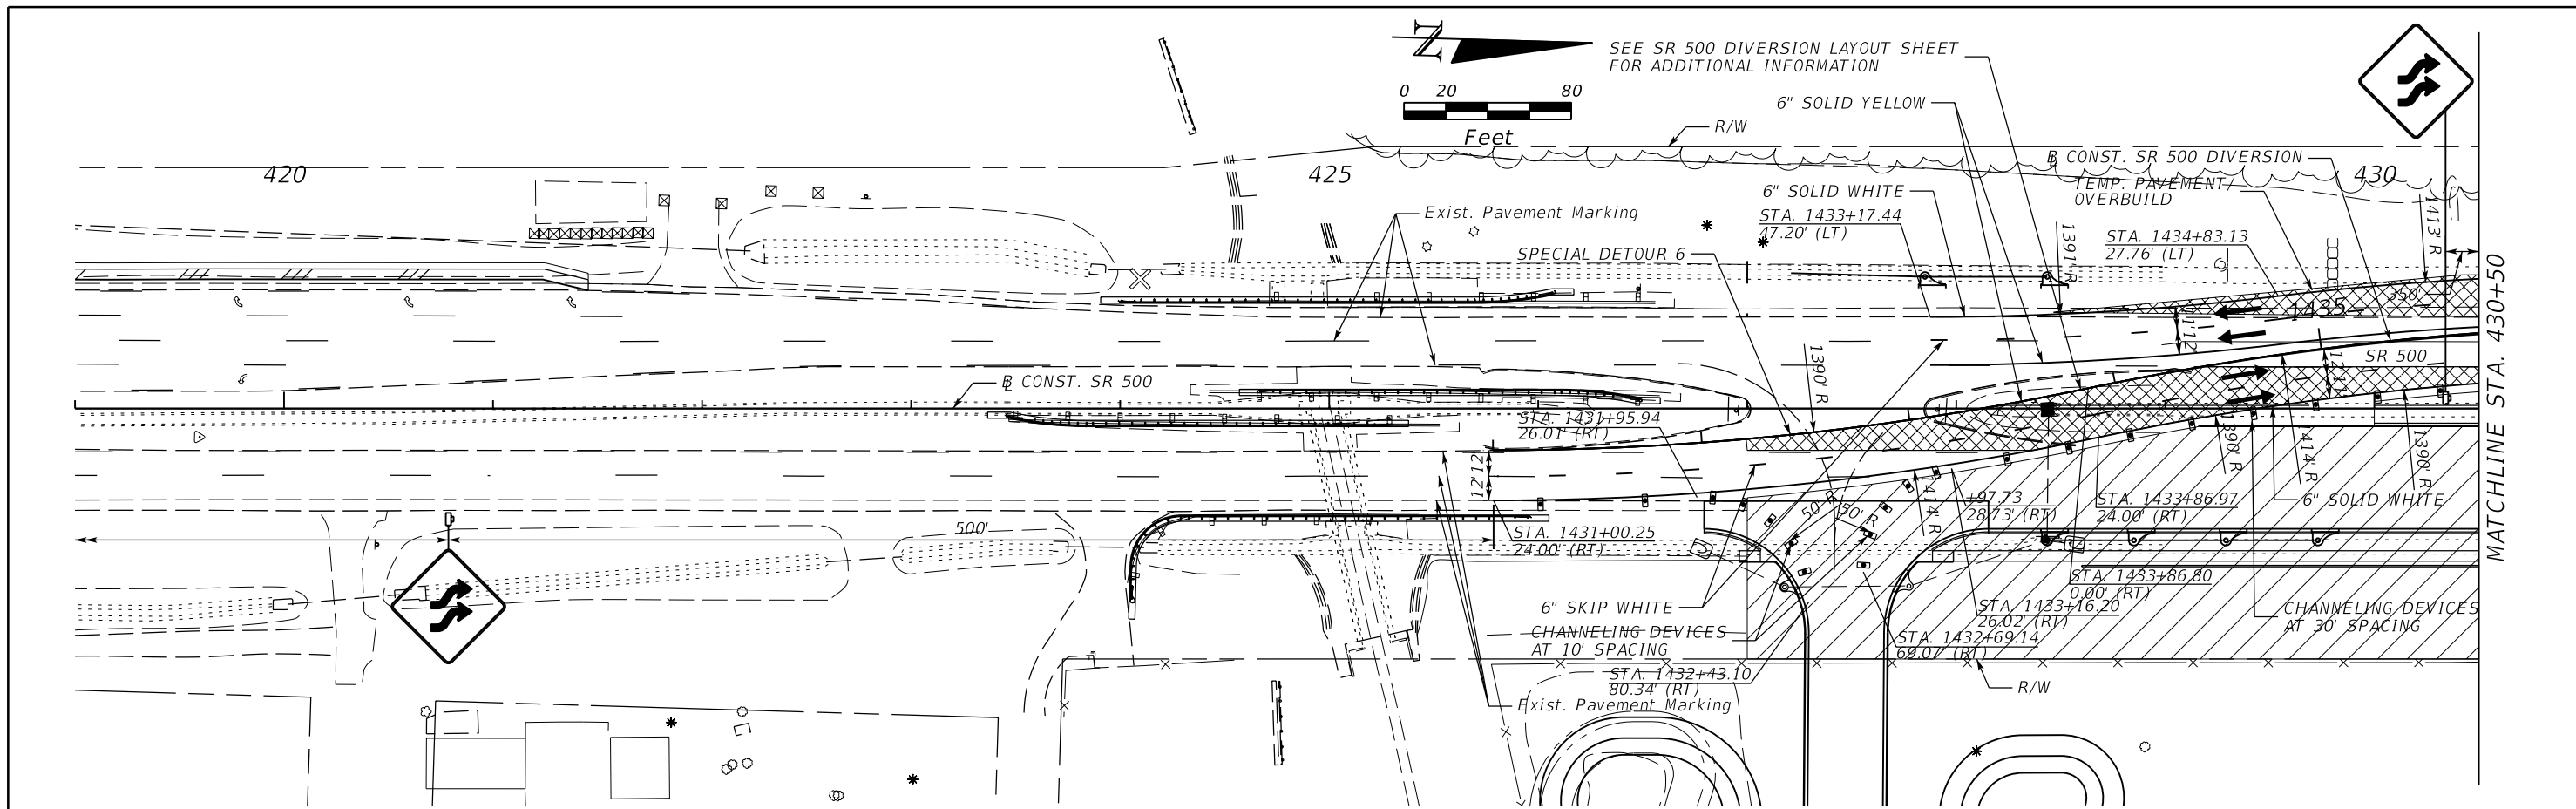 N
0 20 80
Feet
SEE SR 500 DIVERSION LAYOUT SHEET
FOR ADDITIONAL INFORMATION
6" SOLID YELLOW
R/W
420
425
430
℄ CONST. SR 500 DIVERSION
TEMP. PAVEMENT/
OVERBUILD
6" SOLID WHITE
STA. 1433+17.44
47.20' (LT)
Exist. Pavement Marking
SPECIAL DETOUR 6
1391' R
STA. 1434+83.13
27.76' (LT)
1413' R
350'
1435
11'
12'
SR 500
12'
11'
MATCHLINE STA. 430+50
℄ CONST. SR 500
1390' R
STA. 1431+95.94
26.01' (RT)
12'
12'
1390' R
1414' R
1390' R
500'
STA. 1431+00.25
24.00' (RT)
50' R
50' R
1414' R
+97.73
28.73' (RT)
STA. 1433+86.97
24.00' (RT)
6" SOLID WHITE
STA. 1433+86.80
0.00' (RT)
6" SKIP WHITE
STA. 1433+16.20
26.02' (RT)
CHANNELING DEVICES
AT 30' SPACING
CHANNELING DEVICES
AT 10' SPACING
STA. 1432+69.14
69.07' (RT)
STA. 1432+43.10
80.34' (RT)
R/W
Exist. Pavement Marking